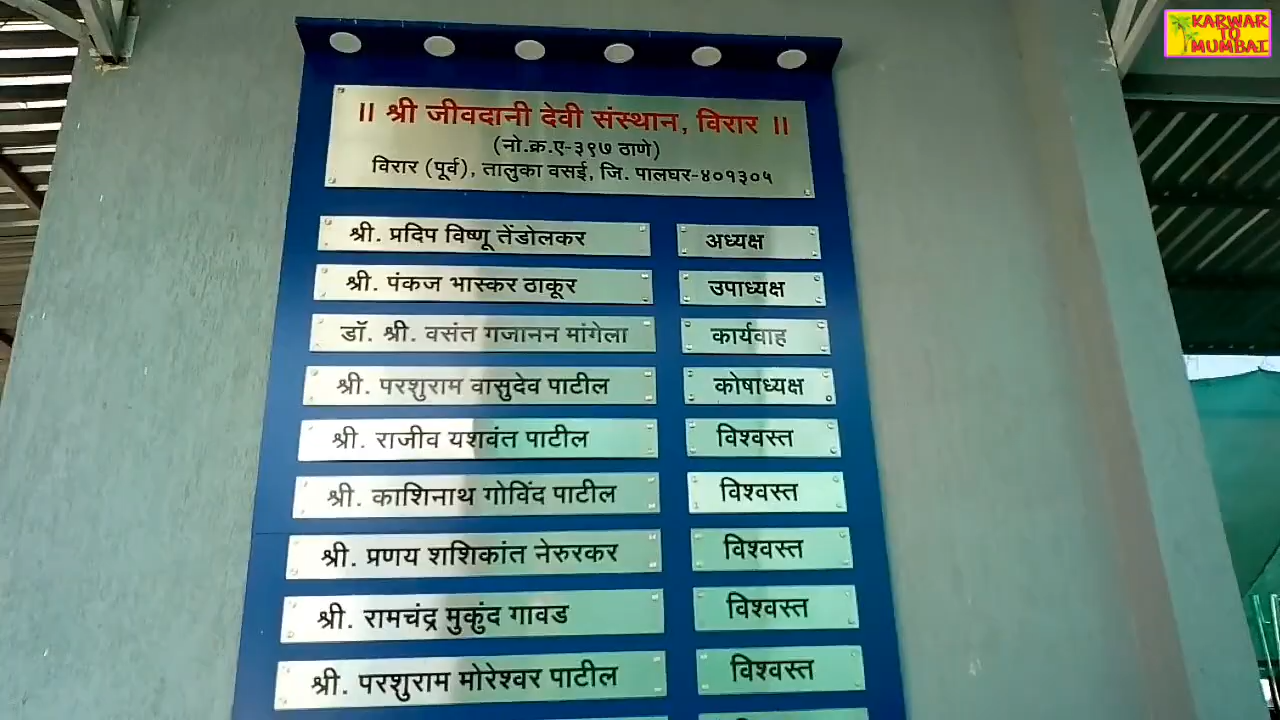 KARWAR
TO
MUMBAI
॥ श्री जीवदानी देवी संस्थान, विरार ॥
(नो.क्र.ए-३९७ ठाणे)
विरार (पूर्व), तालुका वसई, जि. पालघर-४०१३०५
श्री. प्रदिप विष्णू तेंडोलकर अध्यक्ष
श्री. पंकज भास्कर ठाकूर उपाध्यक्ष
डॉ. श्री. वसंत गजानन मांगेला कार्यवाह
श्री. परशुराम वासुदेव पाटील कोषाध्यक्ष
श्री. राजीव यशवंत पाटील विश्वस्त
श्री. काशिनाथ गोविंद पाटील विश्वस्त
श्री. प्रणय शशिकांत नेरुरकर विश्वस्त
श्री. रामचंद्र मुकुंद गावड विश्वस्त
श्री. परशुराम मोरेश्वर पाटील विश्वस्त